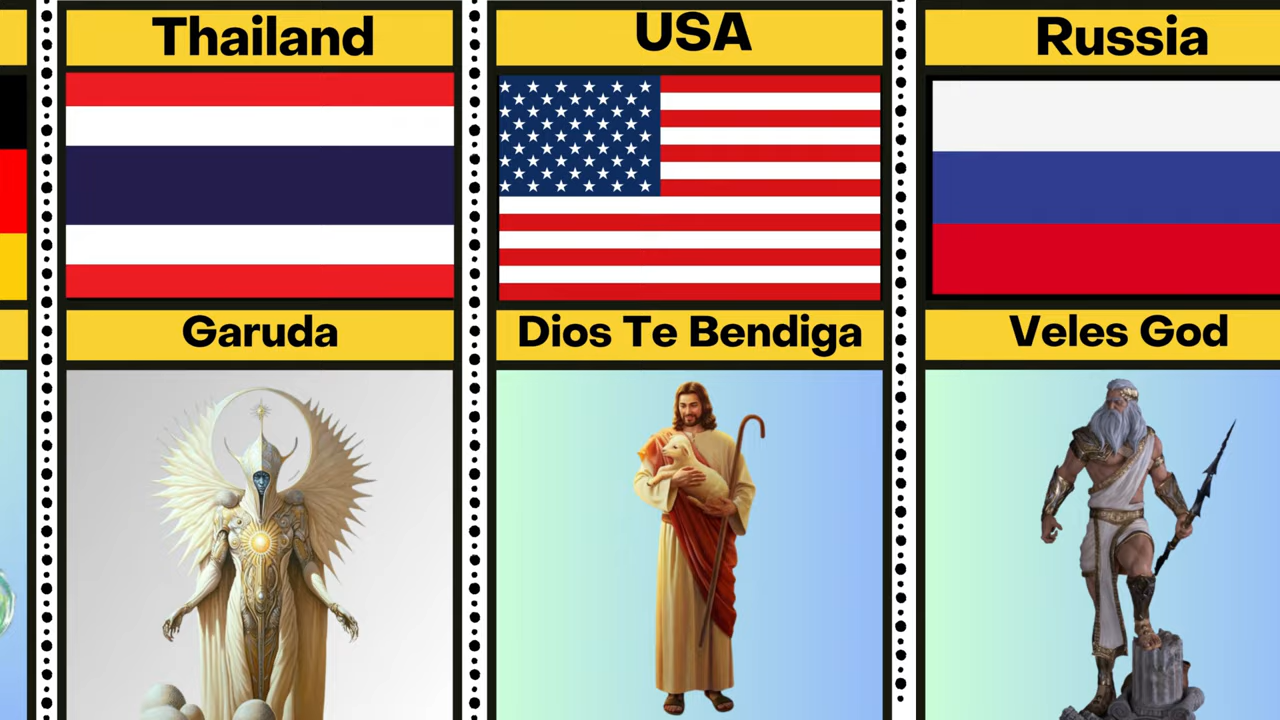 Thailand
USA
Russia
Garuda
Dios Te Bendiga
Veles God